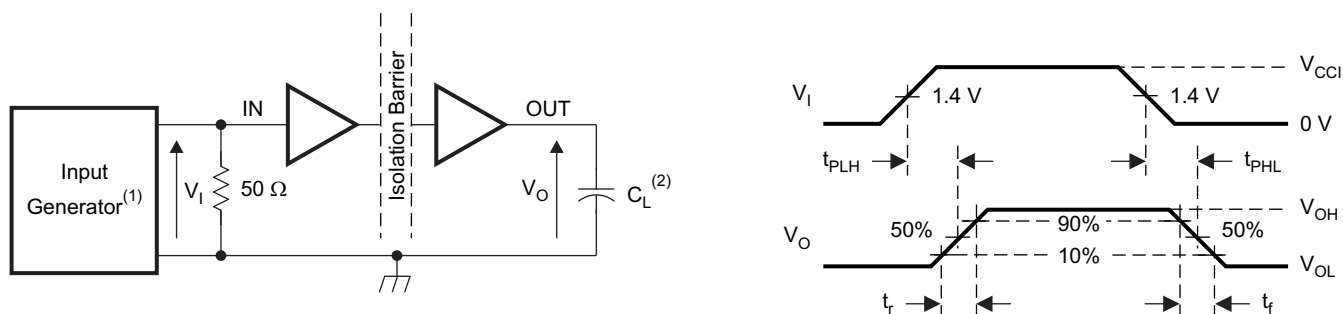 Input
Generator(1)
VI
50 Ω
IN
Isolation Barrier
OUT
VO
CL(2)
VI
1.4 V
1.4 V
VCCI
0 V
tPLH
tPHL
VO
50%
90%
10%
50%
VOH
VOL
tr
tf